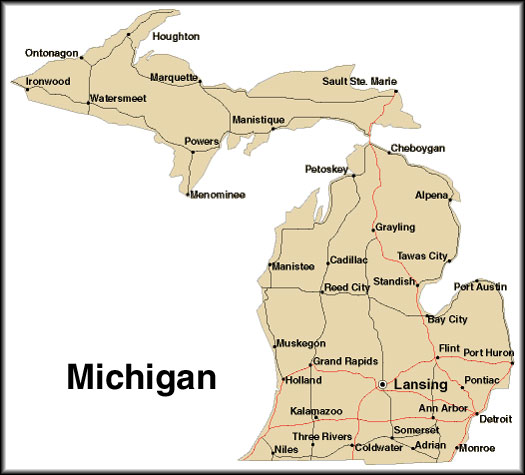 Houghton
Ontonagon
Marquette
Sault Ste. Marie
Ironwood
Watersmeet
Manistique
Powers
Cheboygan
Petoskey
Menominee
Alpena
Grayling
Tawas City
Cadillac
Manistee
Standish
Port Austin
Reed City
Bay City
Muskegon
Flint
Port Huron
Grand Rapids
Michigan
Holland
Lansing
Pontiac
Kalamazoo
Ann Arbor
Detroit
Somerset
Three Rivers
Coldwater
Adrian
Monroe
Niles